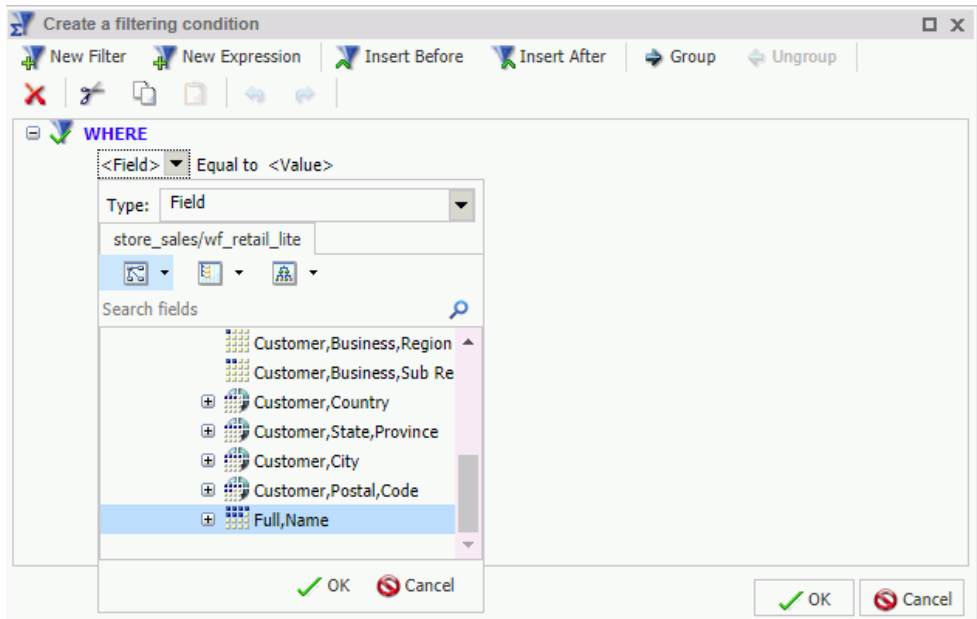 Create a filtering condition
New Filter New Expression Insert Before Insert After Group Ungroup
WHERE
<Field> Equal to <Value>
Type: Field
store_sales/wf_retail_lite
Search fields
Customer,Business,Region
Customer,Business,Sub Re
Customer,Country
Customer,State,Province
Customer,City
Customer,Postal,Code
Full,Name
OK Cancel
OK Cancel